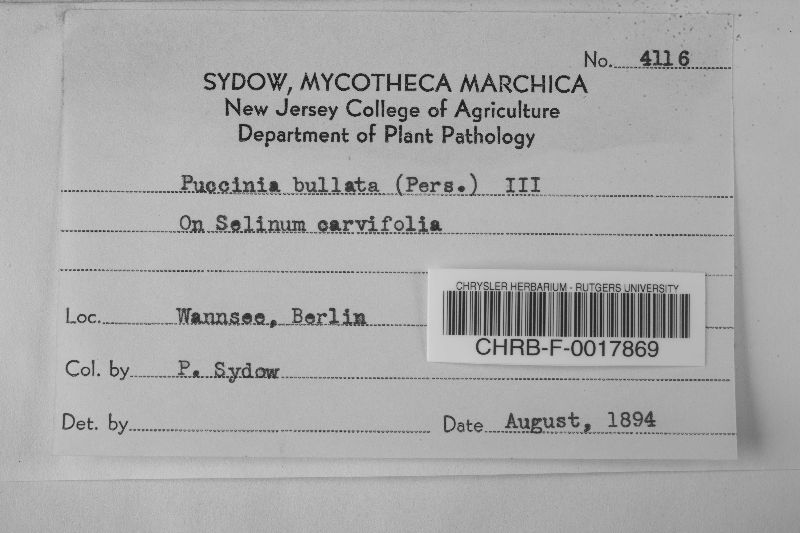 No. 4116
SYDOW, MYCOTHECA MARCHICA
New Jersey College of Agriculture
Department of Plant Pathology
Puccinia bullata (Pers.) III
On Selinum carvifolia
CHRYSLER HERBARIUM - RUTGERS UNIVERSITY
CHRB-F-0017869
Loc. Wannsee, Berlin
Col. by P. Sydow
Det. by
Date August, 1894